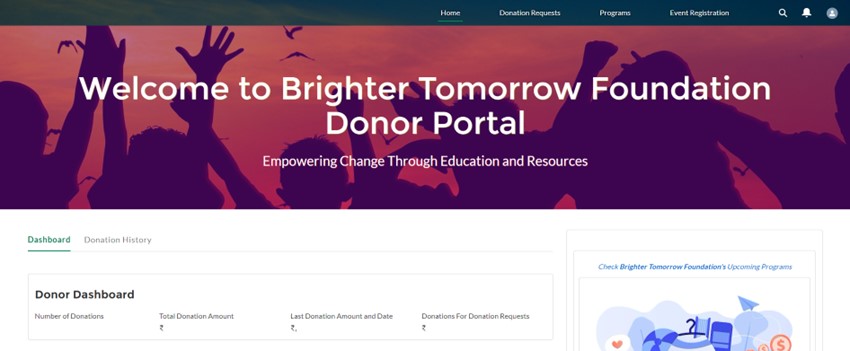 Home Donation Requests Programs Event Registration
Welcome to Brighter Tomorrow Foundation
Donor Portal
Empowering Change Through Education and Resources
Dashboard Donation History
Check Brighter Tomorrow Foundation's Upcoming Programs
Donor Dashboard
Number of Donations Total Donation Amount Last Donation Amount and Date Donations For Donation Requests
₹ ₹, ₹